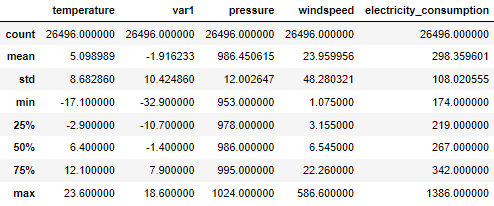 temperature var1 pressure windspeed electricity_consumption
count 26496.000000 26496.000000 26496.000000 26496.000000 26496.000000
mean 5.098989 -1.916233 986.450615 23.959956 298.359601
std 8.682860 10.424860 12.002647 48.280321 108.020555
min -17.100000 -32.900000 953.000000 1.075000 174.000000
25% -2.900000 -10.700000 978.000000 3.155000 219.000000
50% 6.400000 -1.400000 986.000000 6.545000 267.000000
75% 12.100000 7.900000 995.000000 22.260000 342.000000
max 23.600000 18.600000 1024.000000 586.600000 1386.000000